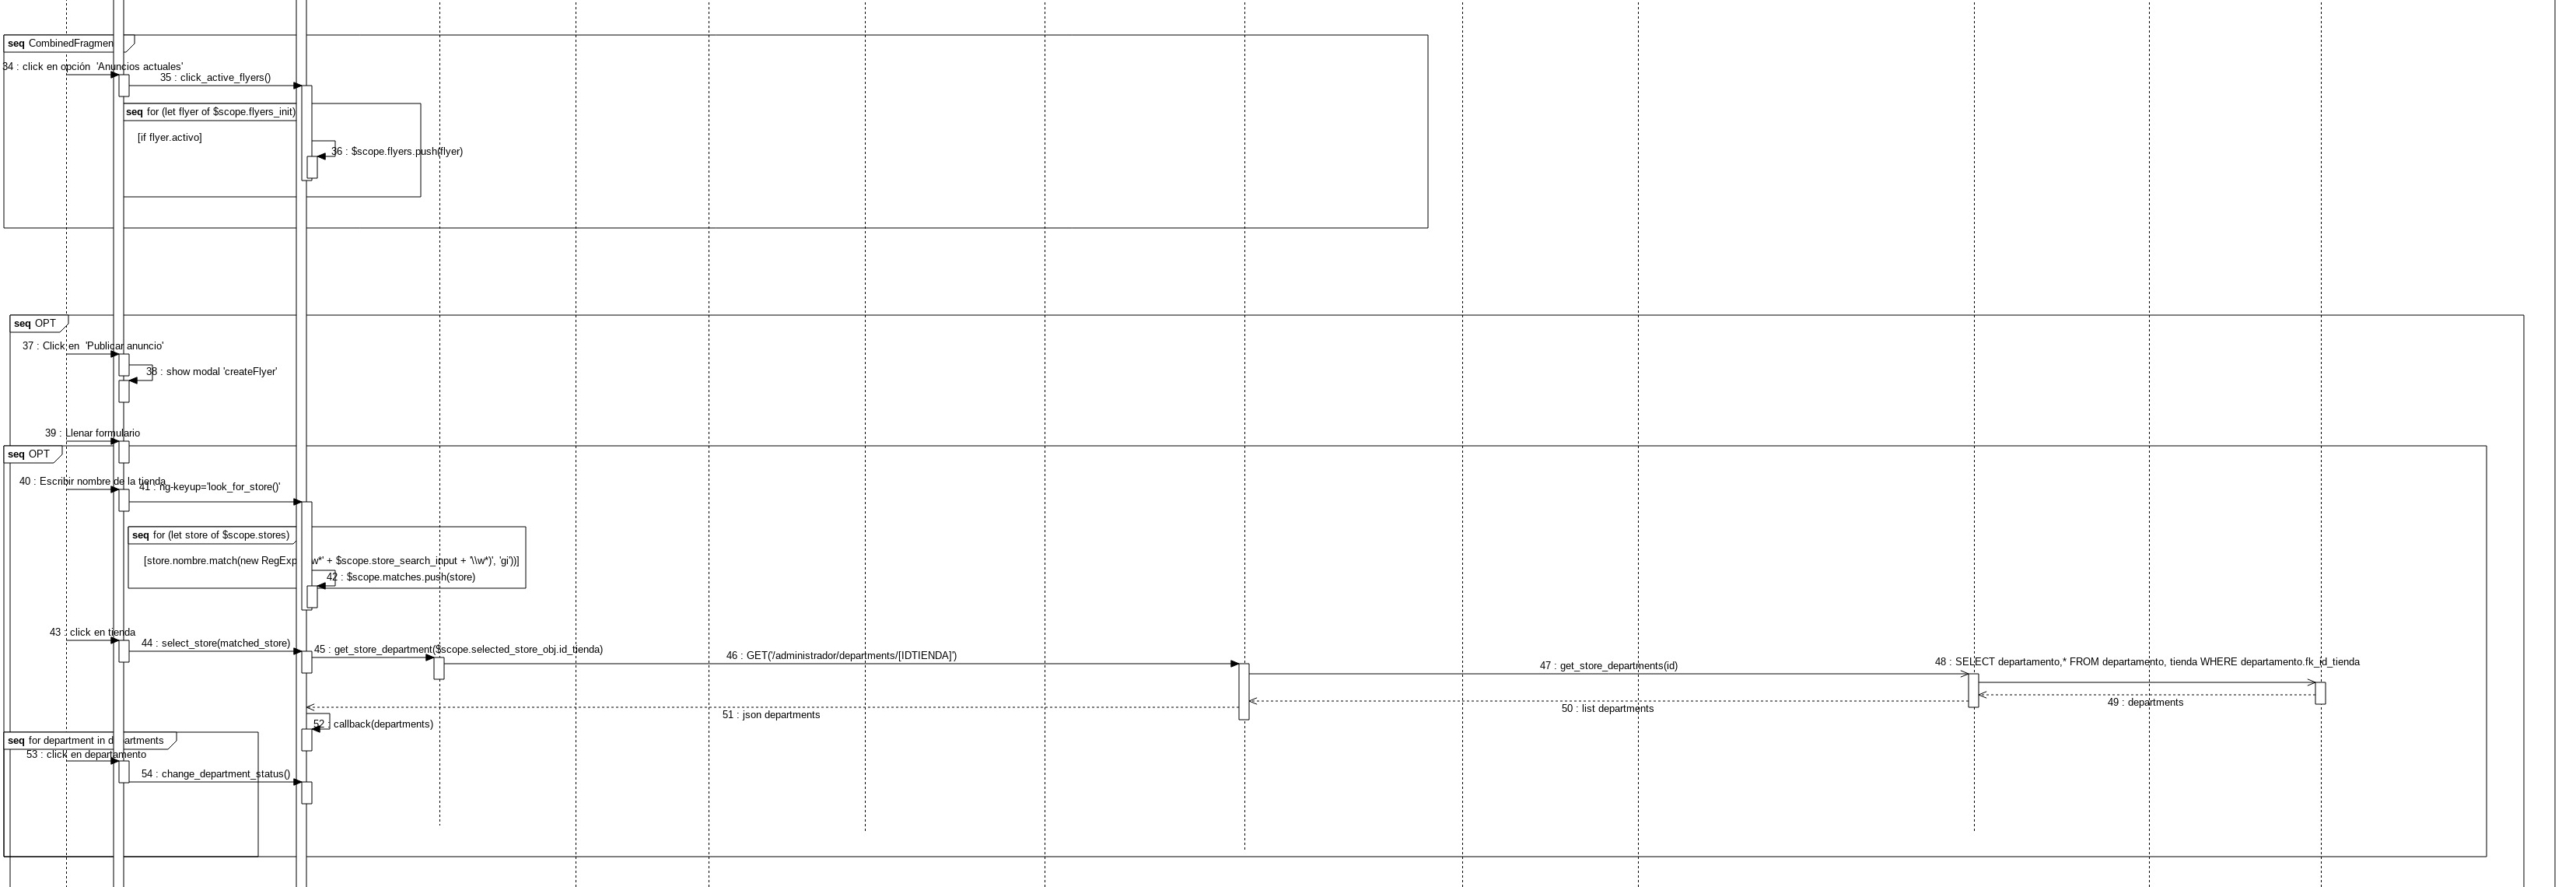 seq CombinedFragmen
34 : click en opción 'Anuncios actuales'
35 : click_active_flyers()
seq for (let flyer of $scope.flyers_init)
[if flyer.activo]
36 : $scope.flyers.push(flyer)
seq OPT
37 : Click en 'Publicar anuncio'
38 : show modal 'createFlyer'
39 : Llenar formulario
seq OPT
40 : Escribir nombre de la tienda
41 : ng-keyup='look_for_store()'
seq for (let store of $scope.stores)
[store.nombre.match(new RegExp w*' + $scope.store_search_input + '\\w*)', 'gi'))]
42 : $scope.matches.push(store)
43 : click en tienda
44 : select_store(matched_store)
45 : get_store_department($scope.selected_store_obj.id_tienda)
46 : GET('/administrador/departments/[IDTIENDA]')
47 : get_store_departments(id)
48 : SELECT departamento,* FROM departamento, tienda WHERE departamento.fk_id_tienda
49 : departments
50 : list departments
51 : json departments
52 : callback(departments)
seq for department in departments
53 : click en departamento
54 : change_department_status()